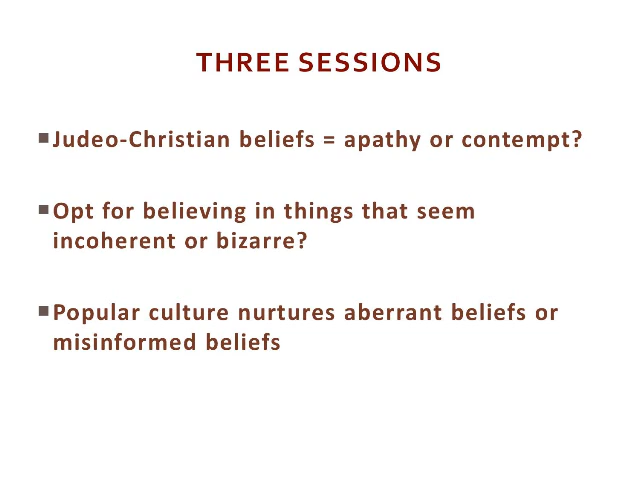 THREE SESSIONS
Judeo-Christian beliefs = apathy or contempt?
Opt for believing in things that seem
incoherent or bizarre?
Popular culture nurtures aberrant beliefs or
misinformed beliefs